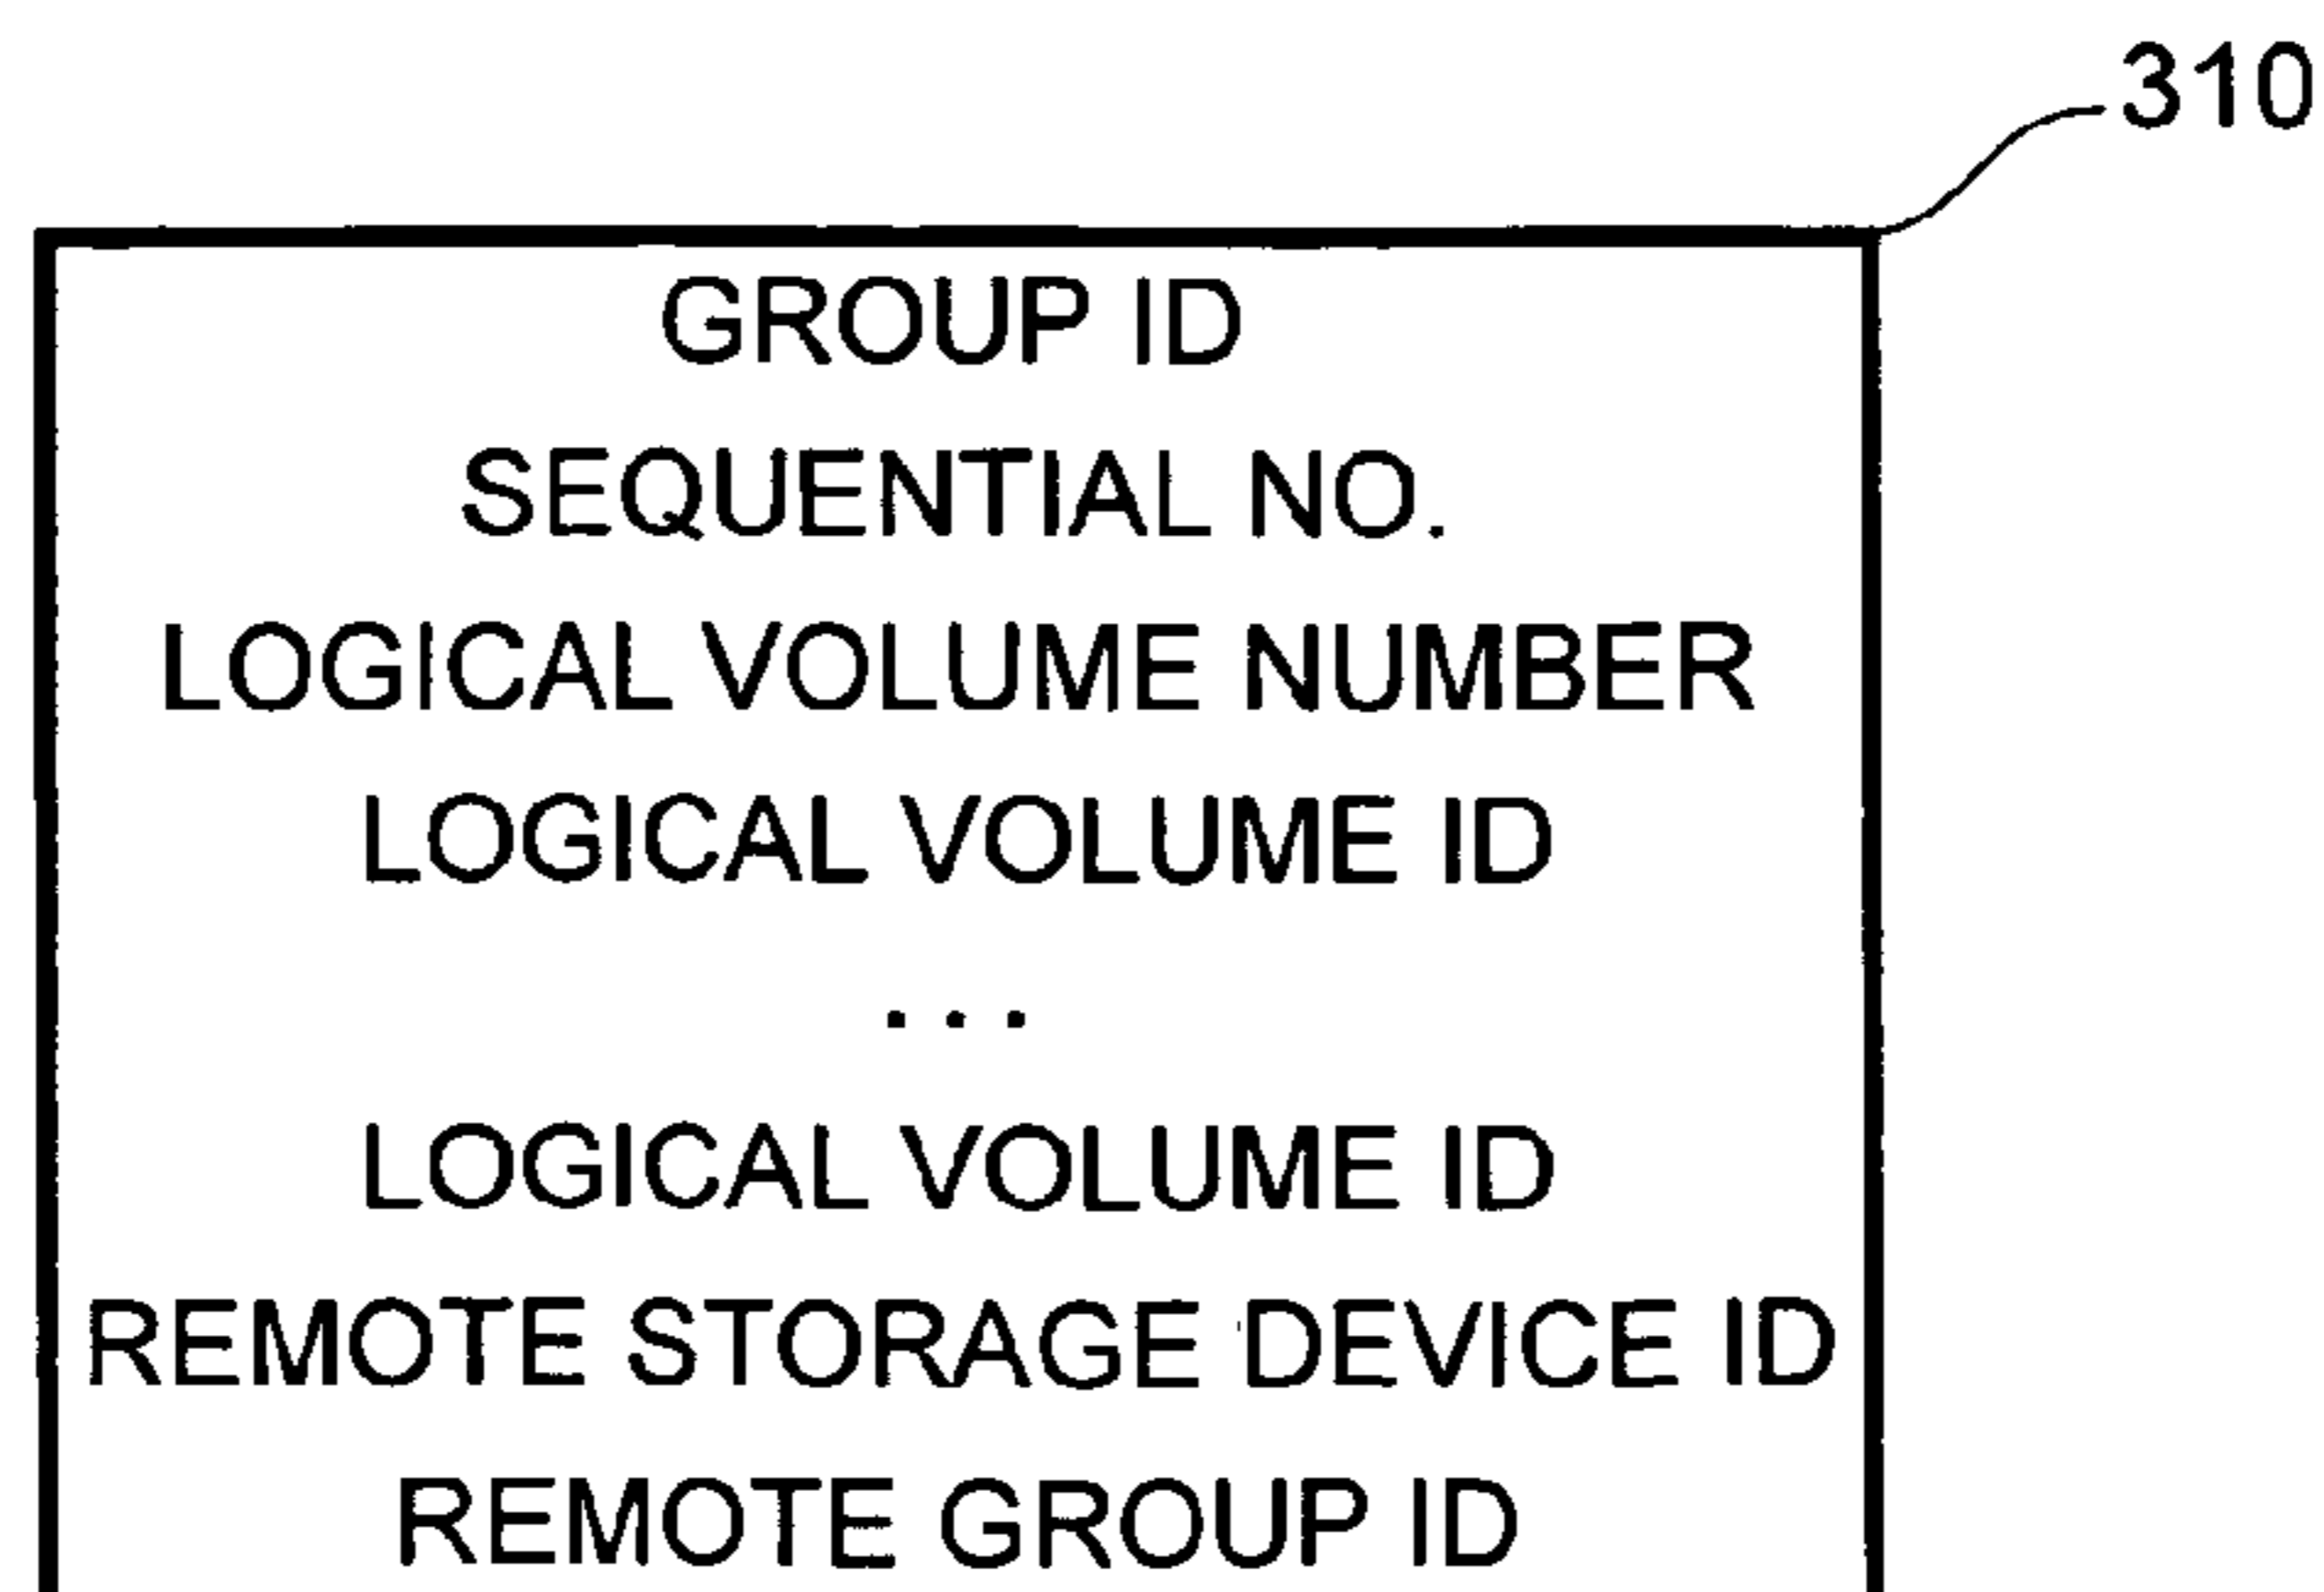 310
GROUP ID
SEQUENTIAL NO.
LOGICAL VOLUME NUMBER
LOGICAL VOLUME ID
. . .
LOGICAL VOLUME ID
REMOTE STORAGE DEVICE ID
REMOTE GROUP ID